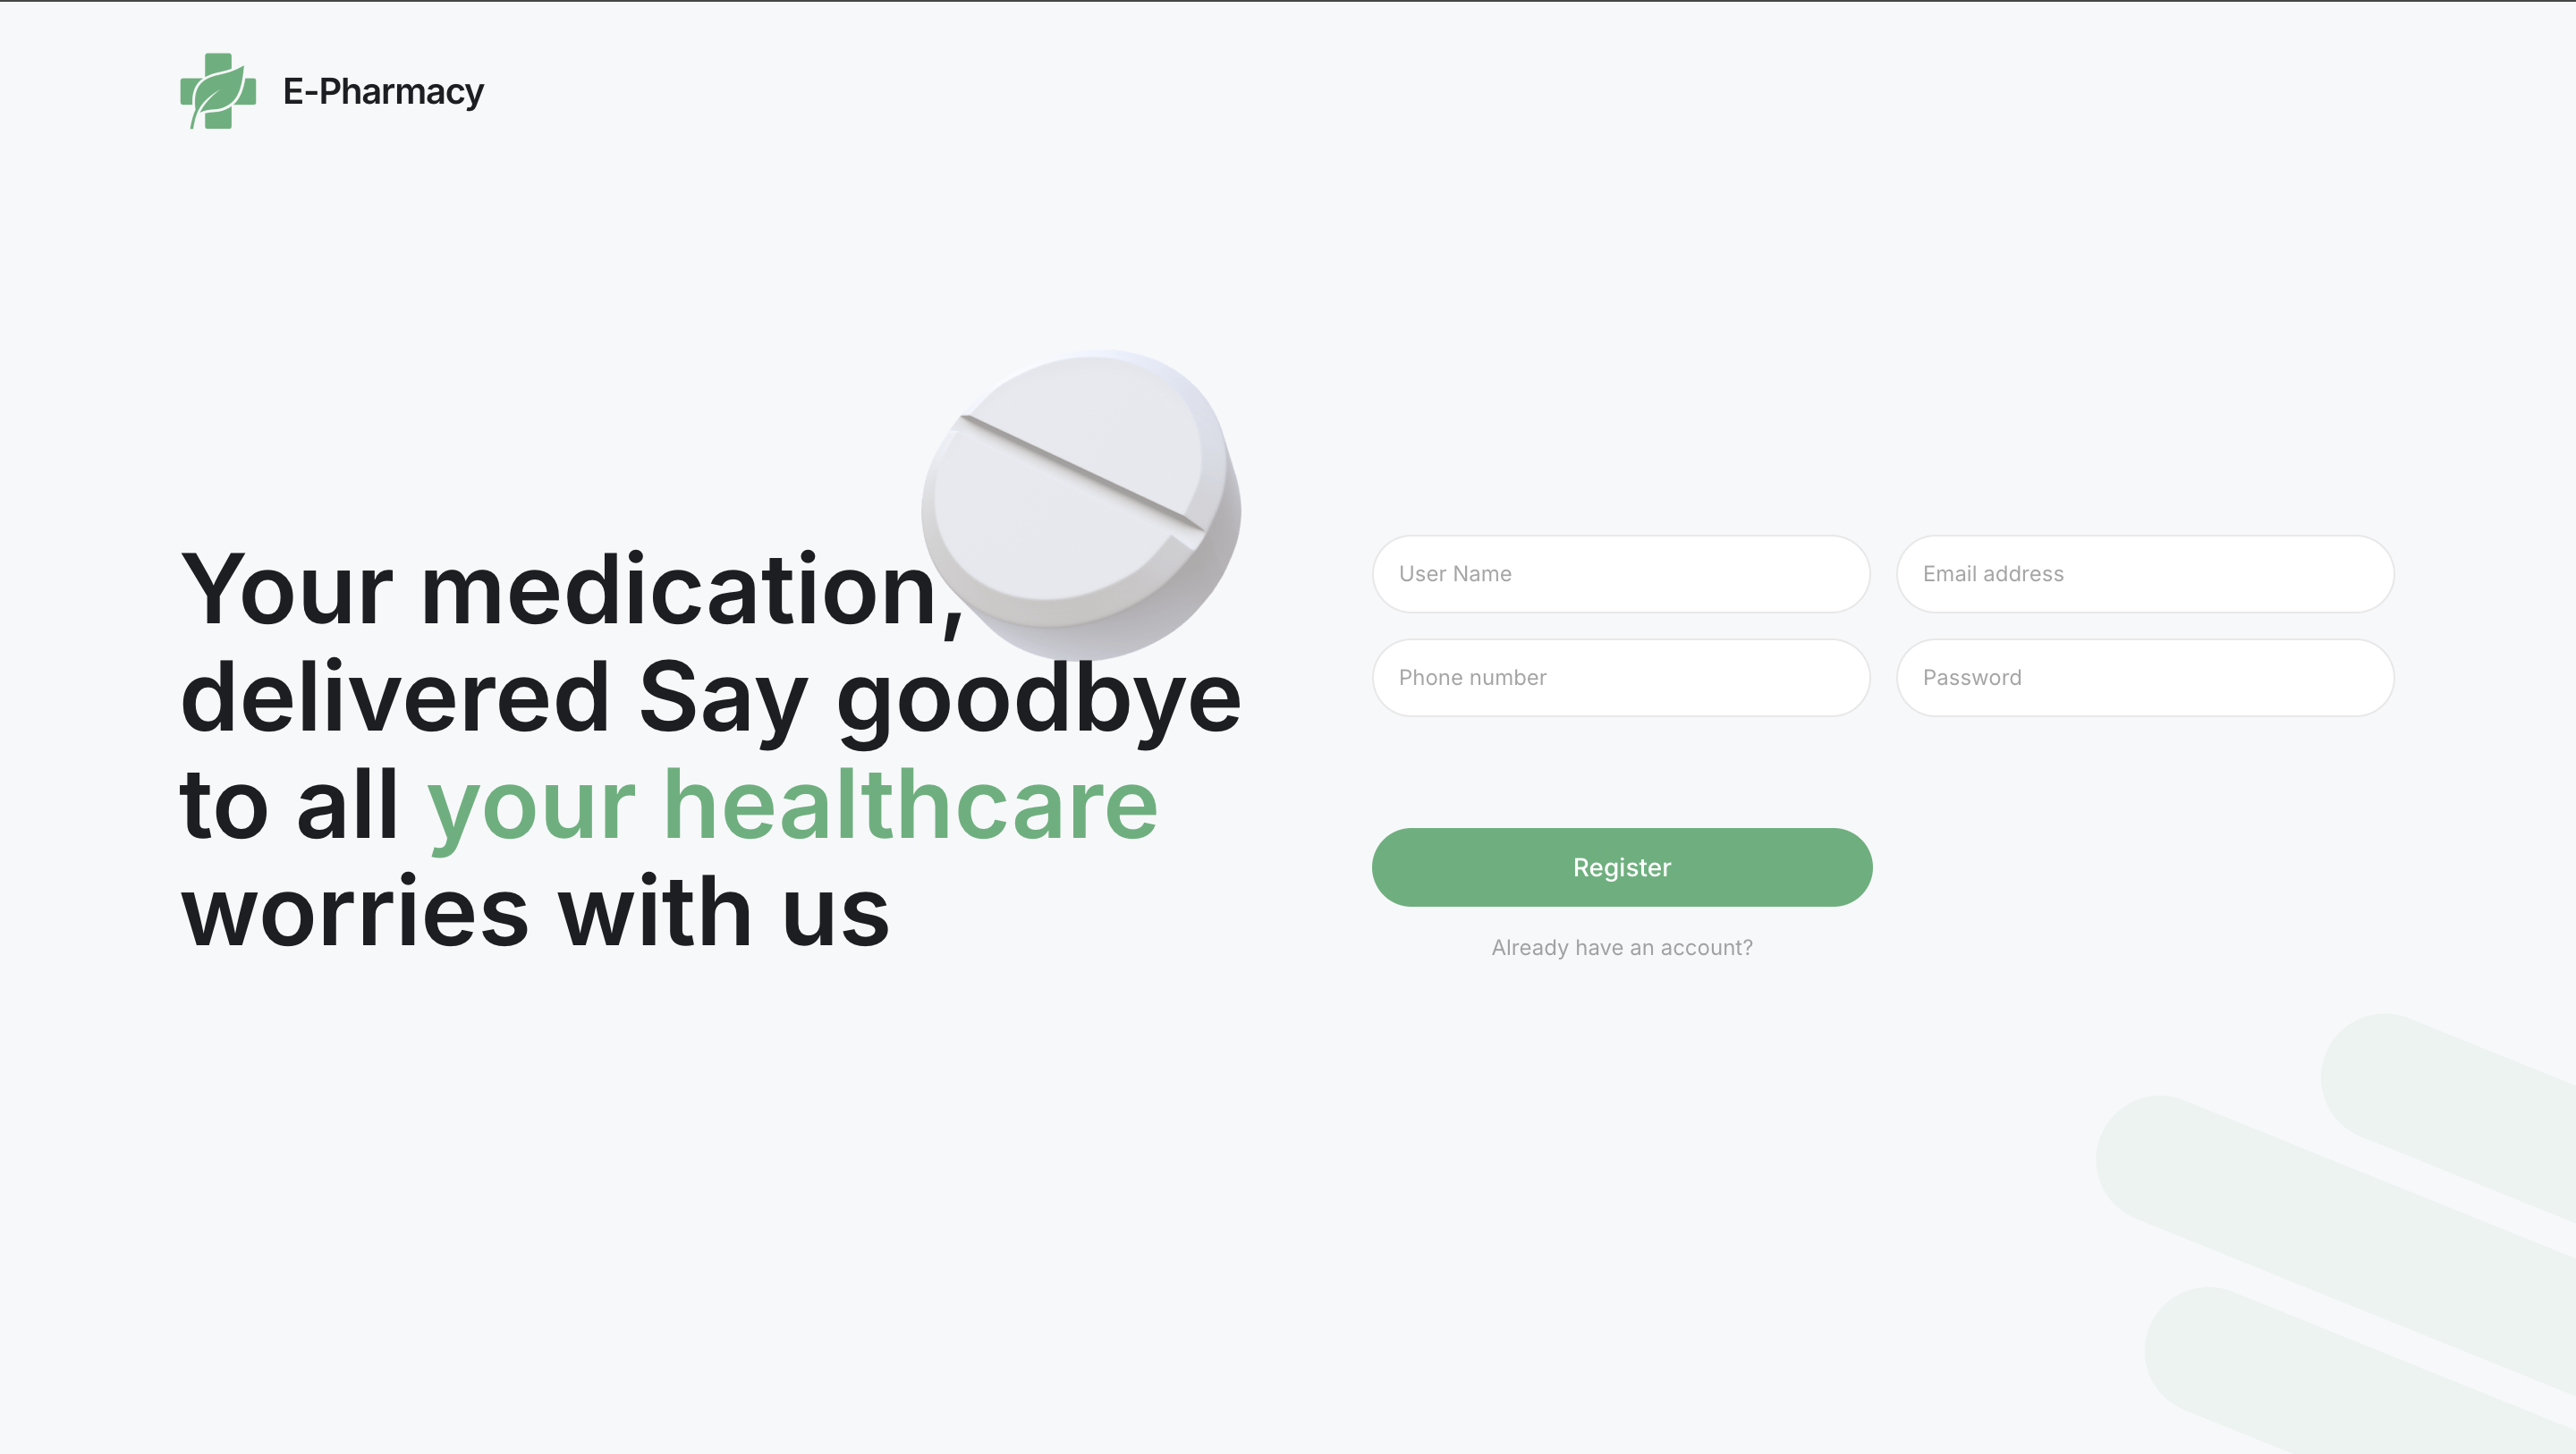 E-Pharmacy
Your medication,
delivered Say goodbye
to all your healthcare
worries with us
User Name
Email address
Phone number
Password
Register
Already have an account?